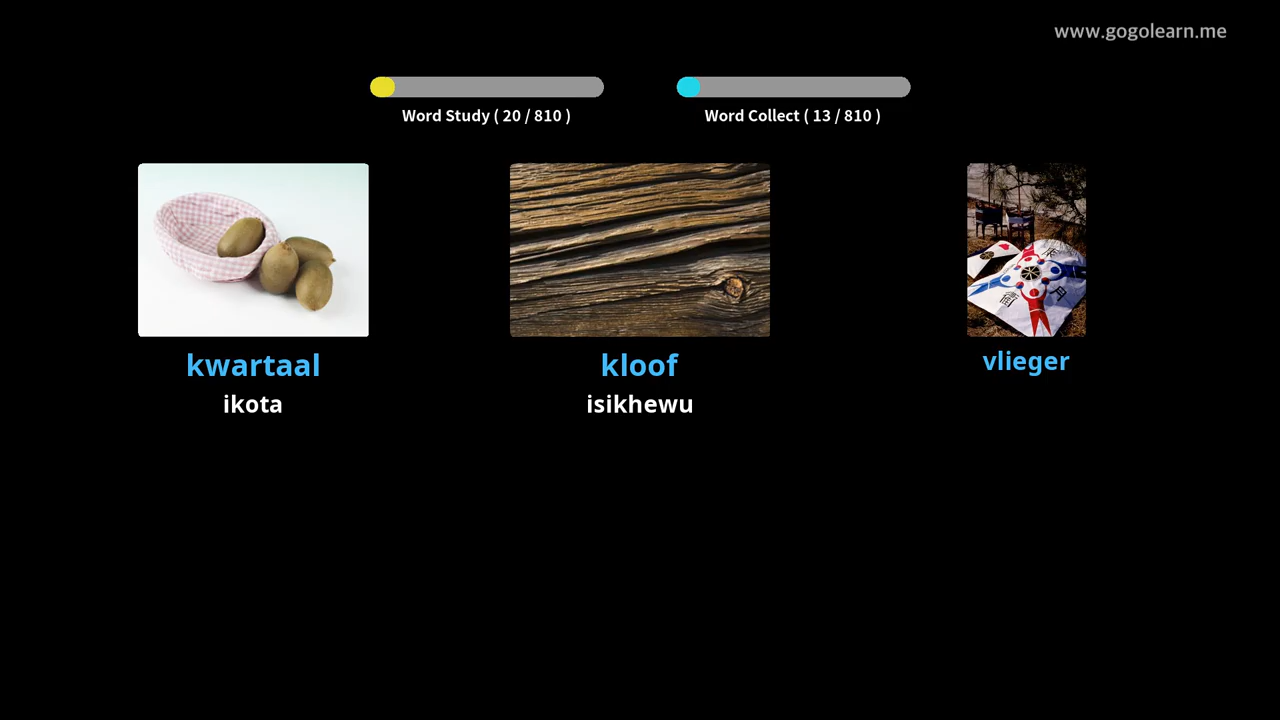 www.gogolearn.me
Word Study ( 20 / 810 )
Word Collect ( 13 / 810 )
kwartaal
ikota
kloof
isikhewu
vlieger